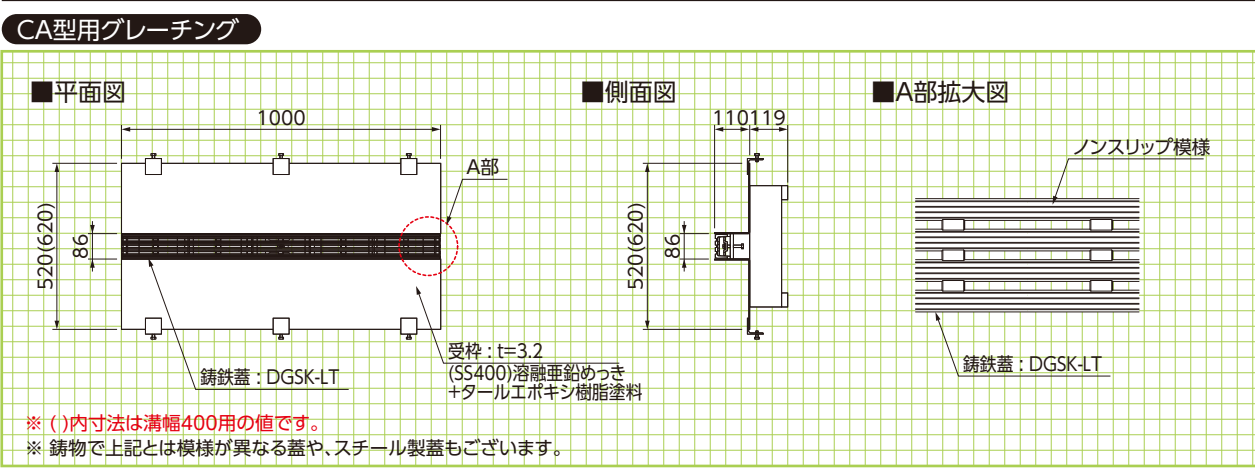 CA型用グレーチング
■平面図
■側面図
■A部拡大図
1000
A部
520(620)
86
鋳鉄蓋：DGSK-LT
受枠：t=3.2
(SS400)溶融亜鉛めっき
+タールエポキシ樹脂塗料
110
119
520(620)
86
ノンスリップ模様
鋳鉄蓋：DGSK-LT
※ ( )内寸法は溝幅400用の値です。
※ 鋳物で上記とは模様が異なる蓋や、スチール製蓋もございます。